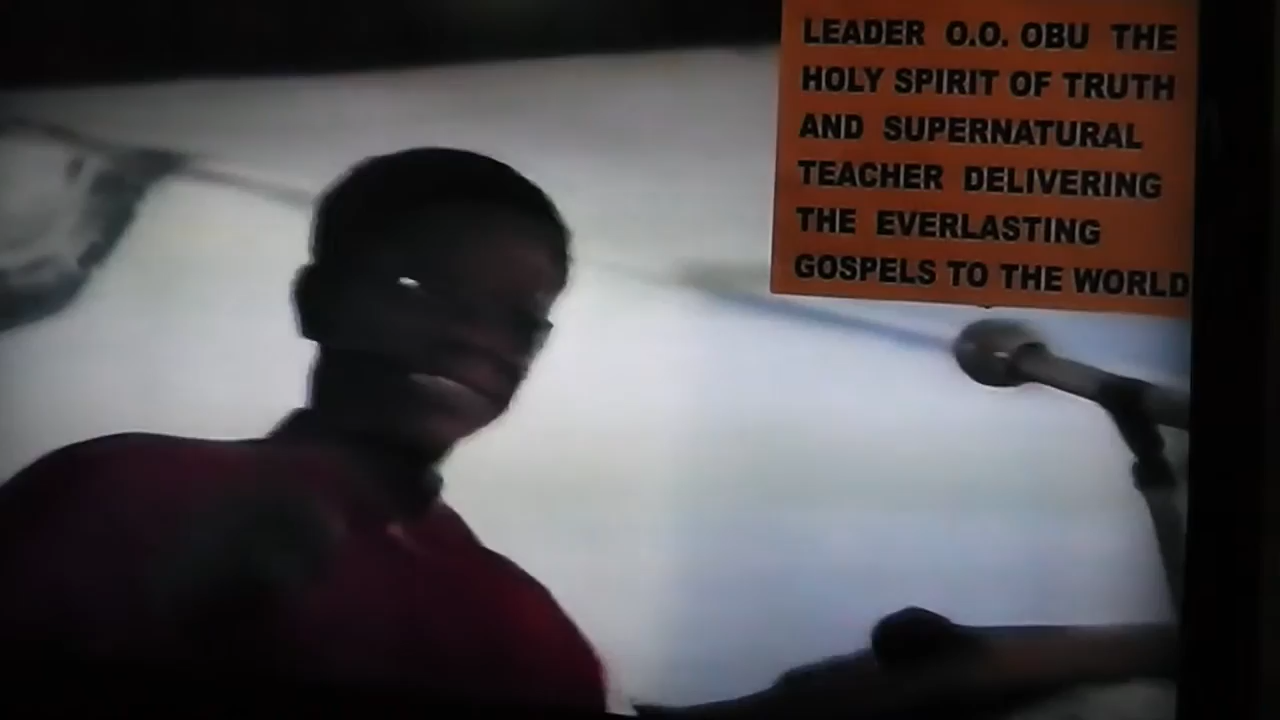 LEADER O.O. OBU THE
HOLY SPIRIT OF TRUTH
AND SUPERNATURAL
TEACHER DELIVERING
THE EVERLASTING
GOSPELS TO THE WORLD